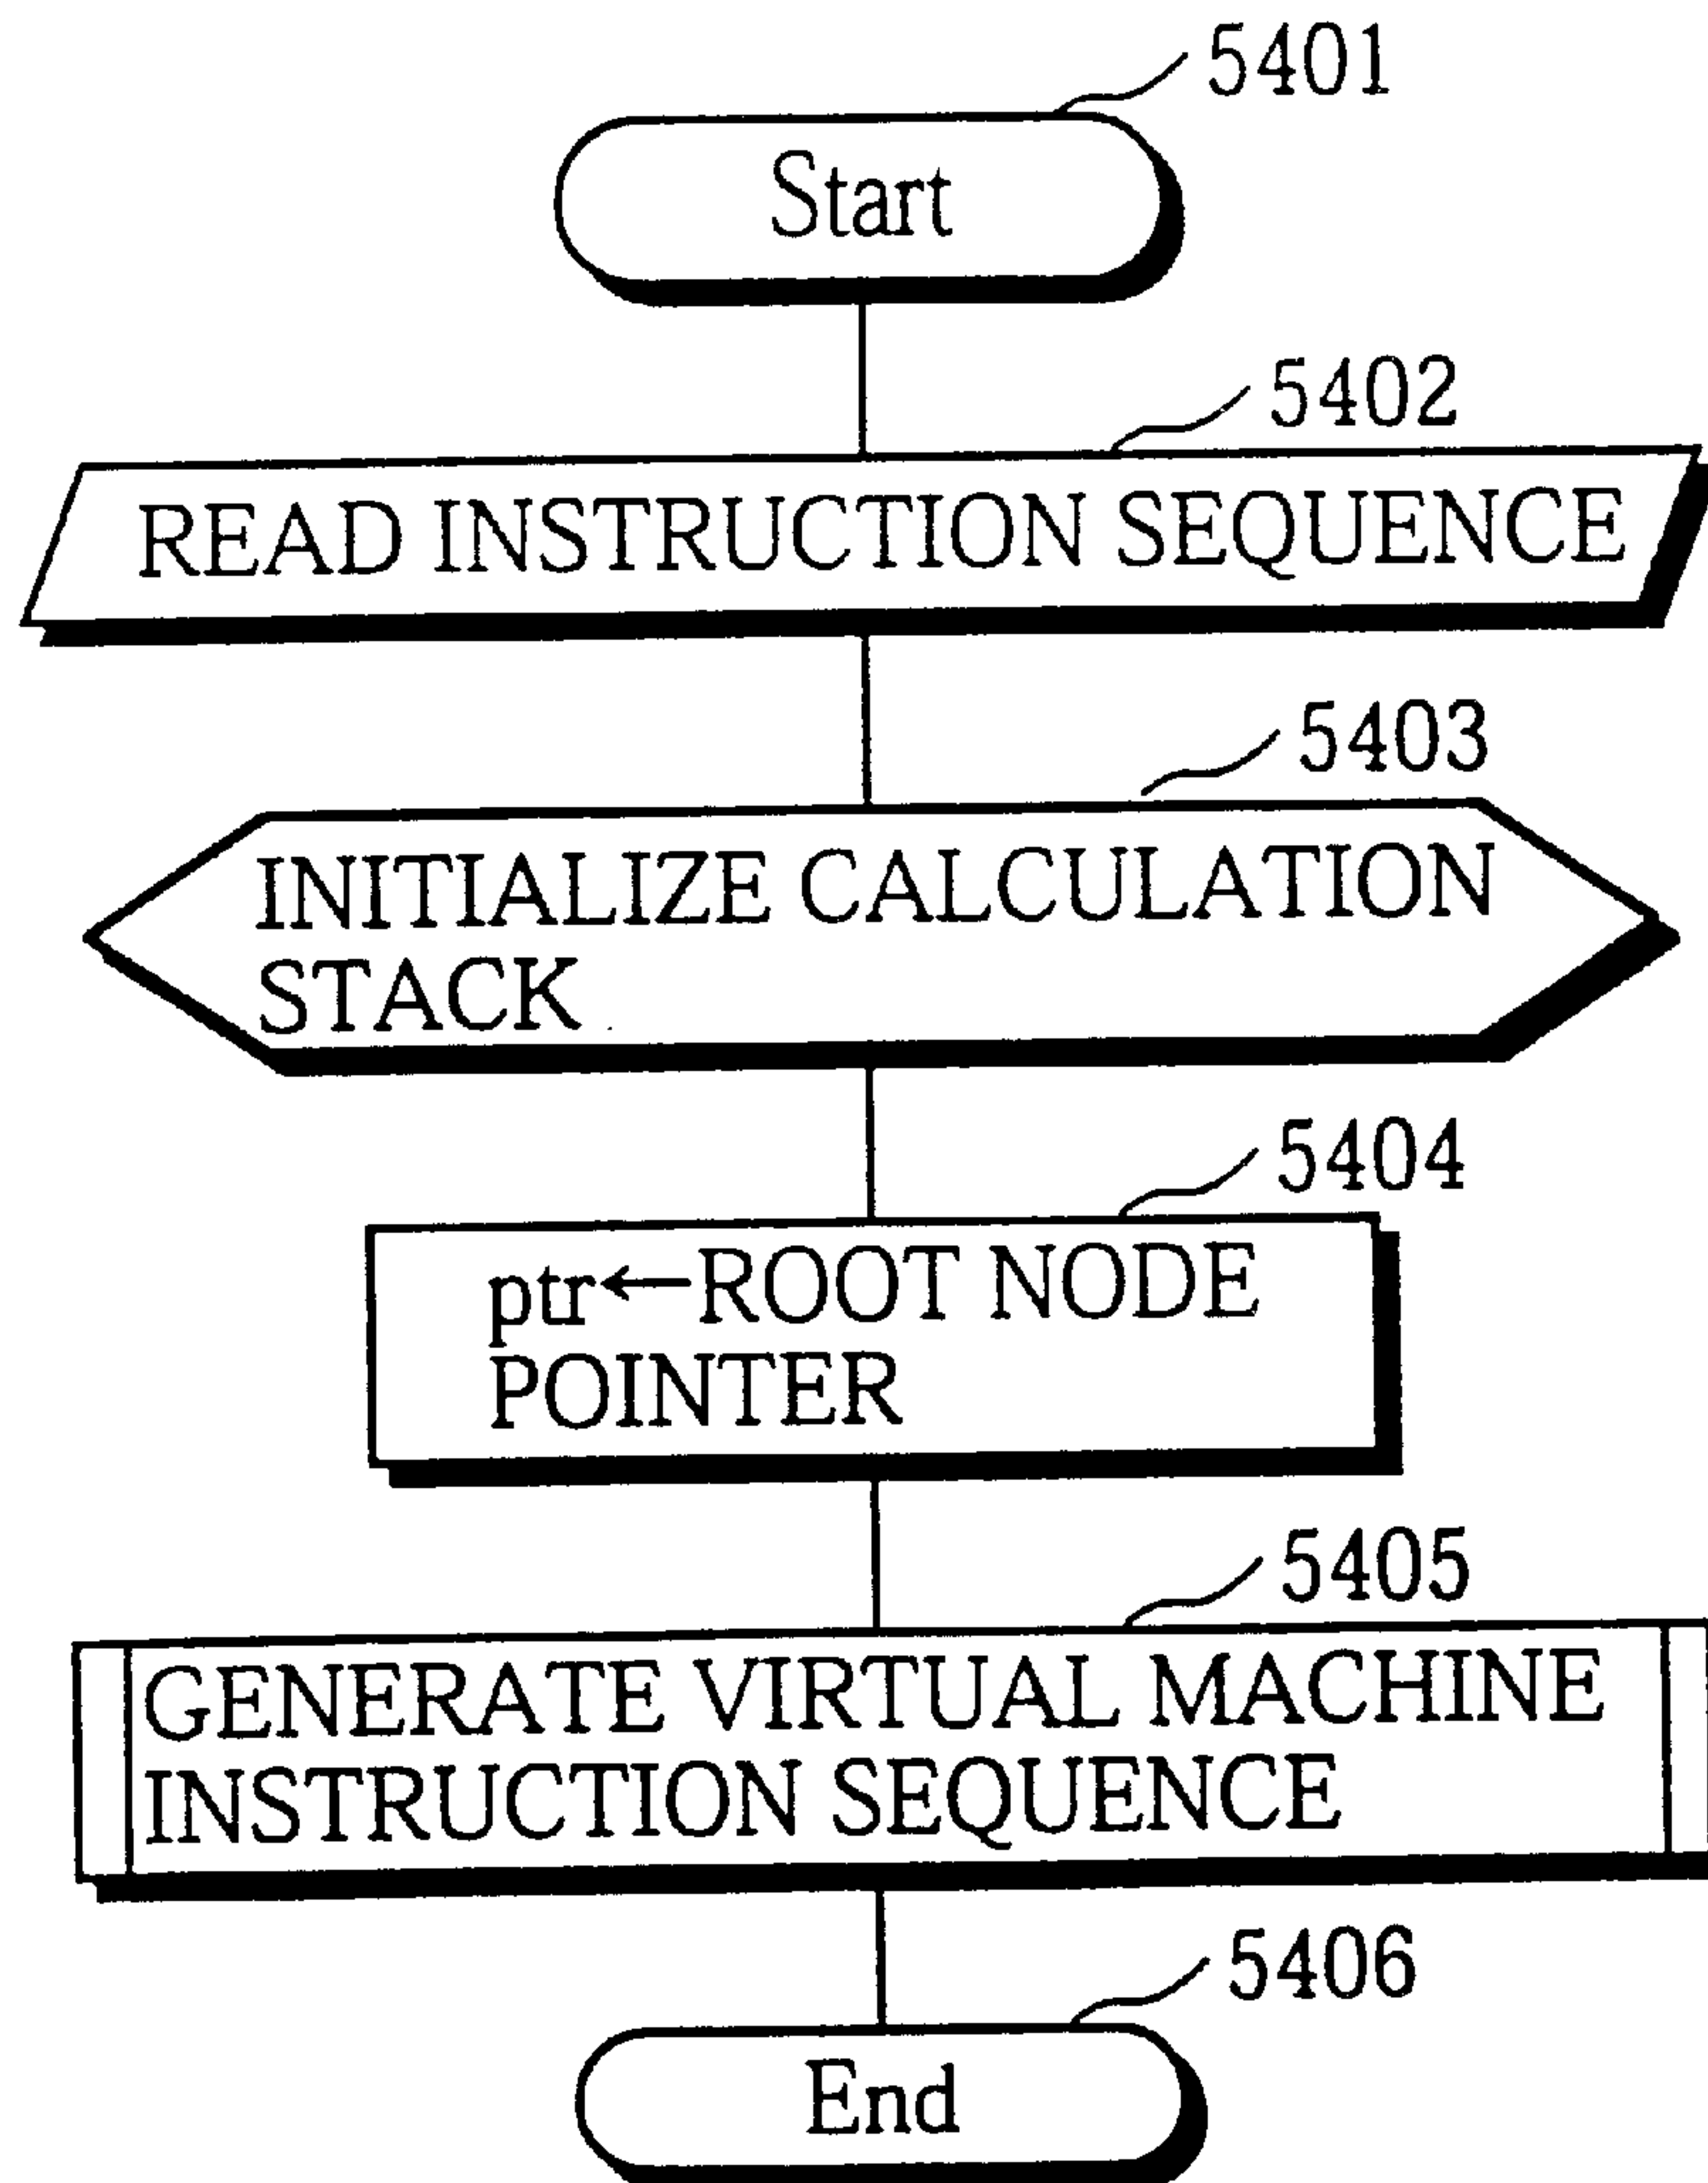 5401
Start
5402
READ INSTRUCTION SEQUENCE
5403
INITIALIZE CALCULATION
STACK
5404
ptr←ROOT NODE
POINTER
5405
GENERATE VIRTUAL MACHINE
INSTRUCTION SEQUENCE
5406
End